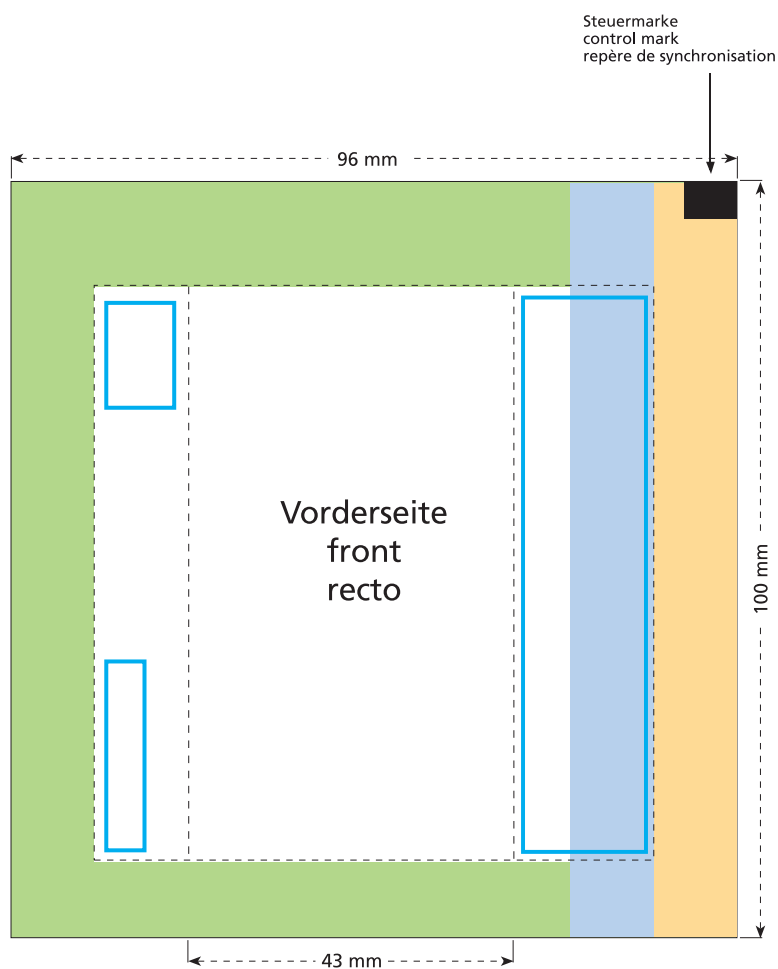 Steuermarke
control mark
repère de synchronisation
96 mm
Vorderseite
front
recto
100 mm
43 mm